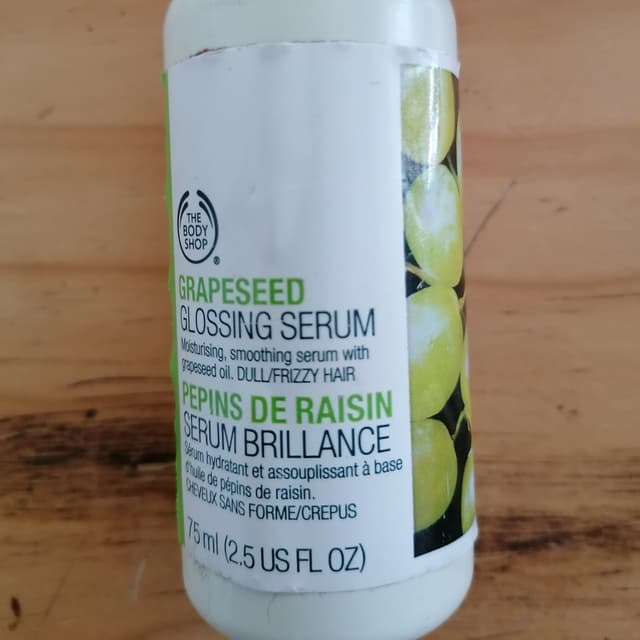 THE
BODY
SHOP
®
GRAPESEED
GLOSSING SERUM
Moisturising, smoothing serum with
grapeseed oil. DULL/FRIZZY HAIR
PEPINS DE RAISIN
SERUM BRILLANCE
Sérum hydratant et assouplissant à base
d'huile de pépins de raisin.
CHEVEUX SANS FORME/CREPUS
75 ml (2.5 US FL OZ)